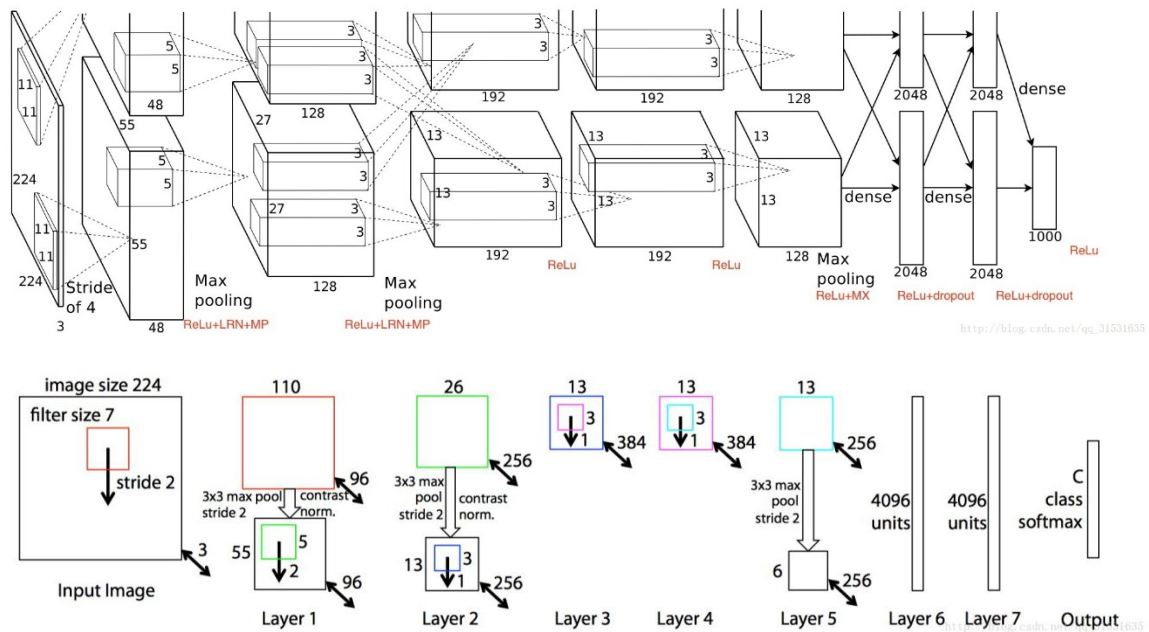 11
11
224
11
11
224
3
Stride
of 4
5
5
48
55
5
5
55
48
Max
pooling
ReLu+LRN+MP
3
3
128
27
3
3
27
3
3
128
Max
pooling
ReLu+LRN+MP
3
3
192
13
13
3
3
192
ReLu
3
3
192
13
3
3
13
192
ReLu
128
13
13
128
Max
pooling
ReLu+MX
dense
2048
2048
ReLu+dropout
dense
2048
2048
ReLu+dropout
dense
1000
ReLu
http://blog.csdn.net/qq_31531635
image size 224
filter size 7
stride 2
3
Input Image
110
96
3x3 max pool
stride 2
contrast
norm.
55
5
2
96
Layer 1
26
256
3x3 max
pool
stride 2
contrast
norm.
13
3
1
256
Layer 2
13
3
1
384
Layer 3
13
3
1
384
Layer 4
13
256
3x3 max
pool
stride 2
6
256
Layer 5
4096
units
Layer 6
4096
units
Layer 7
C
class
softmax
Output
http://blog.csdn.net/qq_31531635